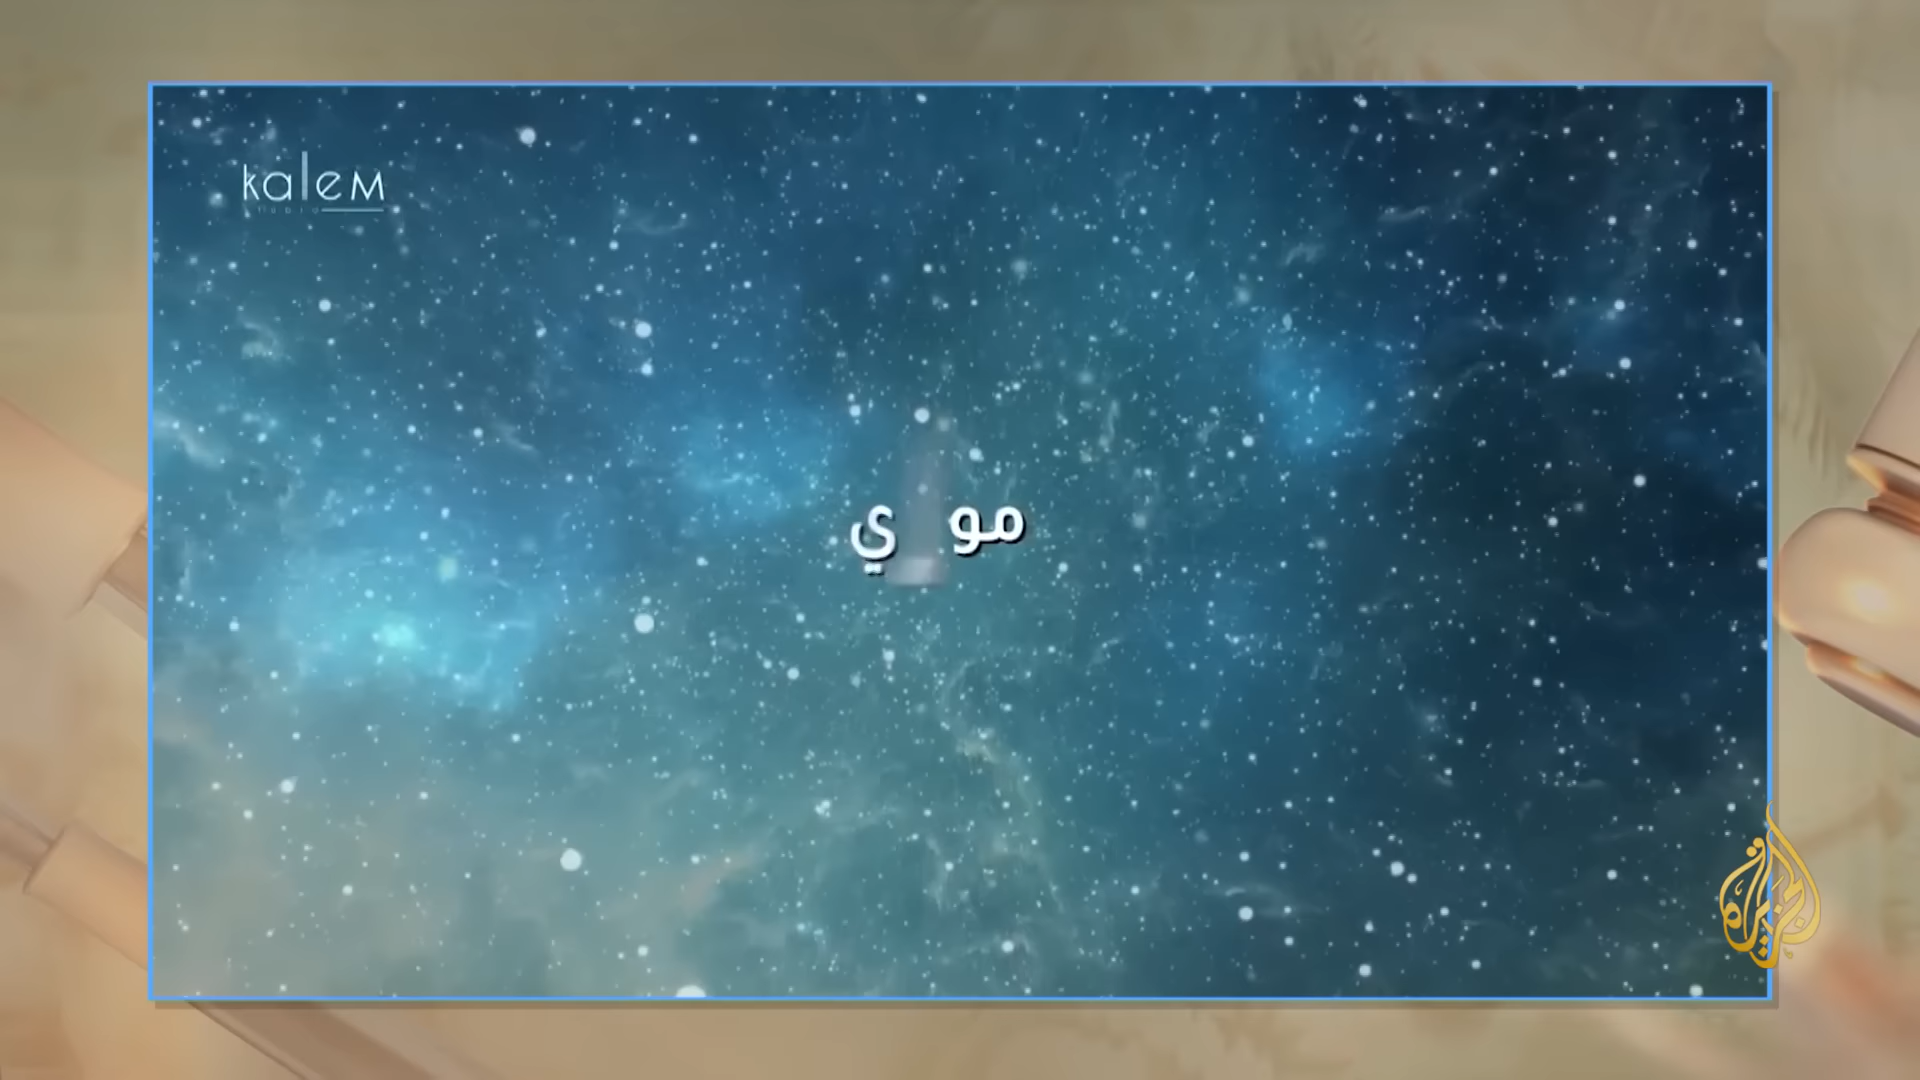 kalem
مو ي
الجزيرة